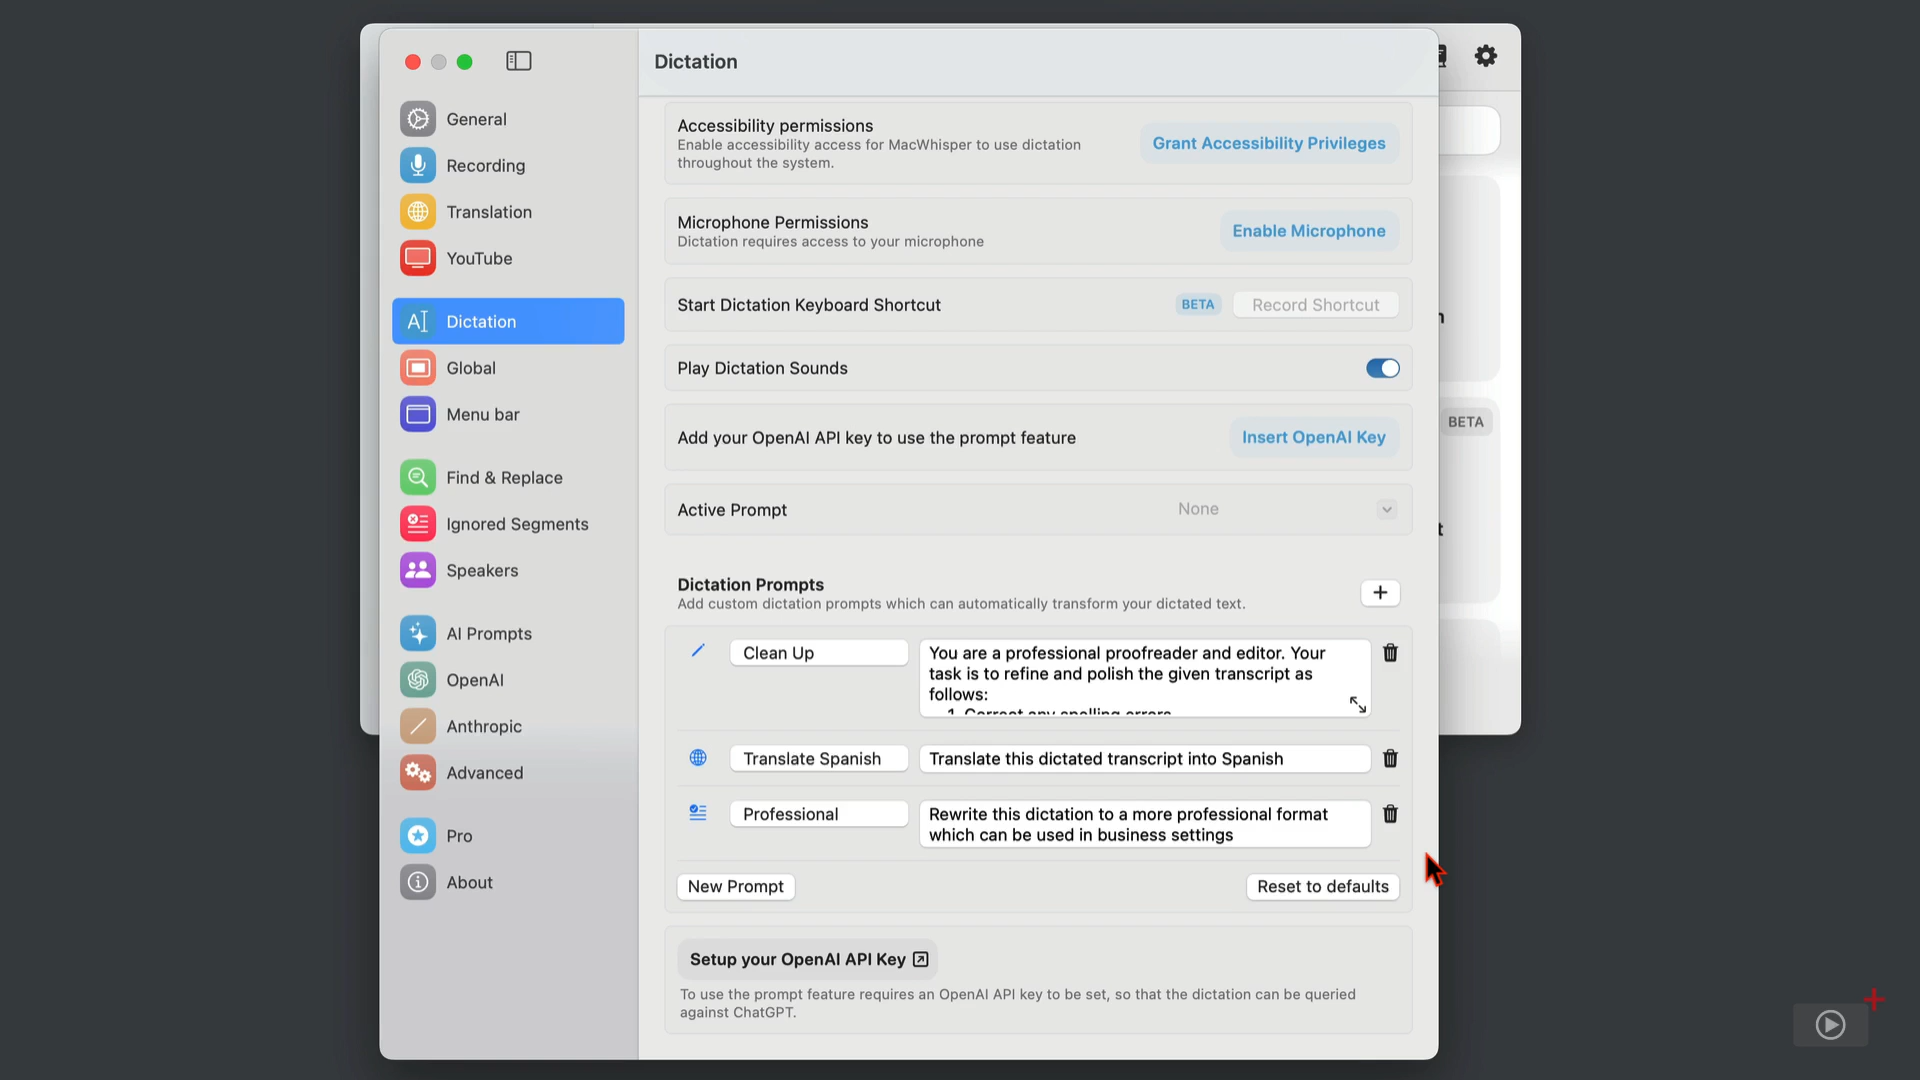 Dictation
General
Recording
Translation
YouTube
Dictation
Global
Menu bar
Find & Replace
Ignored Segments
Speakers
AI Prompts
OpenAI
Anthropic
Advanced
Pro
About
Accessibility permissions
Enable accessibility access for MacWhisper to use dictation
throughout the system.
Grant Accessibility Privileges
Microphone Permissions
Dictation requires access to your microphone
Enable Microphone
Start Dictation Keyboard Shortcut
BETA
Record Shortcut
Play Dictation Sounds
Add your OpenAI API key to use the prompt feature
Insert OpenAI Key
Active Prompt
None
Dictation Prompts
Add custom dictation prompts which can automatically transform your dictated text.
Clean Up
You are a professional proofreader and editor. Your
task is to refine and polish the given transcript as
follows:
1. Correct any spelling errors
Translate Spanish
Translate this dictated transcript into Spanish
Professional
Rewrite this dictation to a more professional format
which can be used in business settings
New Prompt
Reset to defaults
Setup your OpenAI API Key
To use the prompt feature requires an OpenAI API key to be set, so that the dictation can be queried
against ChatGPT.
BETA